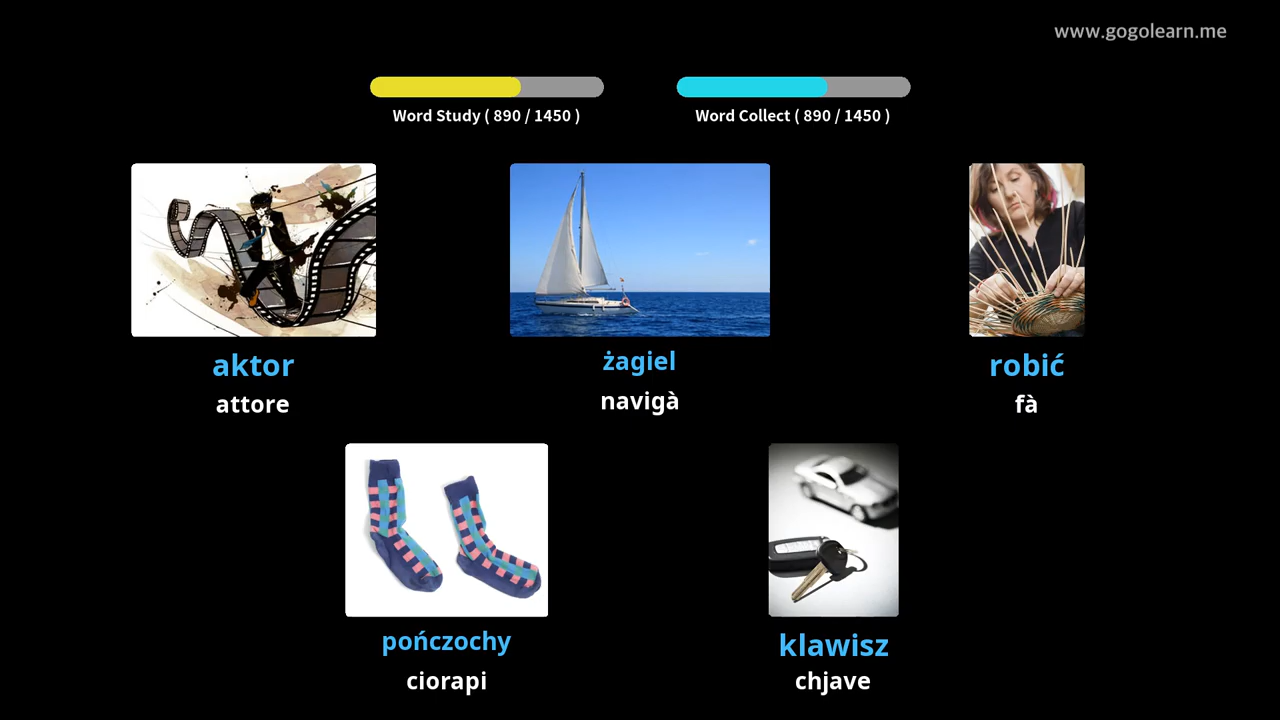 www.gogolearn.me
Word Study ( 890 / 1450 )
Word Collect ( 890 / 1450 )
aktor
attore
żagiel
navigà
robić
fà
pończochy
ciorapi
klawisz
chjave